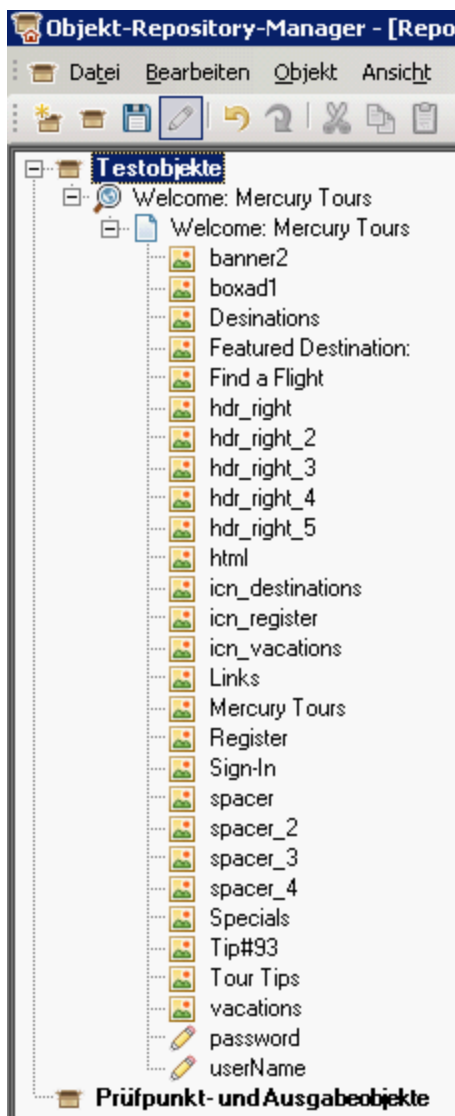 Objekt-Repository-Manager - [Repo
Datei Bearbeiten Objekt Ansicht
Testobjekte
Welcome: Mercury Tours
Welcome: Mercury Tours
banner2
boxad1
Desinations
Featured Destination:
Find a Flight
hdr_right
hdr_right_2
hdr_right_3
hdr_right_4
hdr_right_5
html
icn_destinations
icn_register
icn_vacations
Links
Mercury Tours
Register
Sign-In
spacer
spacer_2
spacer_3
spacer_4
Specials
Tip#93
Tour Tips
vacations
password
userName
Prüfpunkt- und Ausgabeobjekte